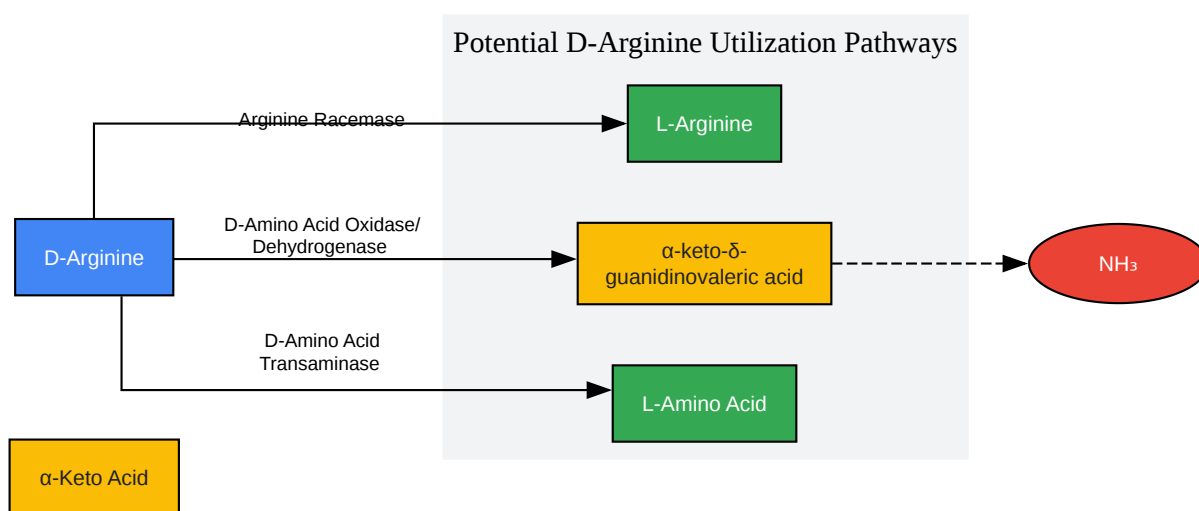 Potential D-Arginine Utilization Pathways
Arginine Racemase
L-Arginine
D-Arginine
D-Amino Acid Oxidase/
Dehydrogenase
α-keto-δ-
guanidinovaleric acid
NH₃
D-Amino Acid
Transaminase
L-Amino Acid
α-Keto Acid